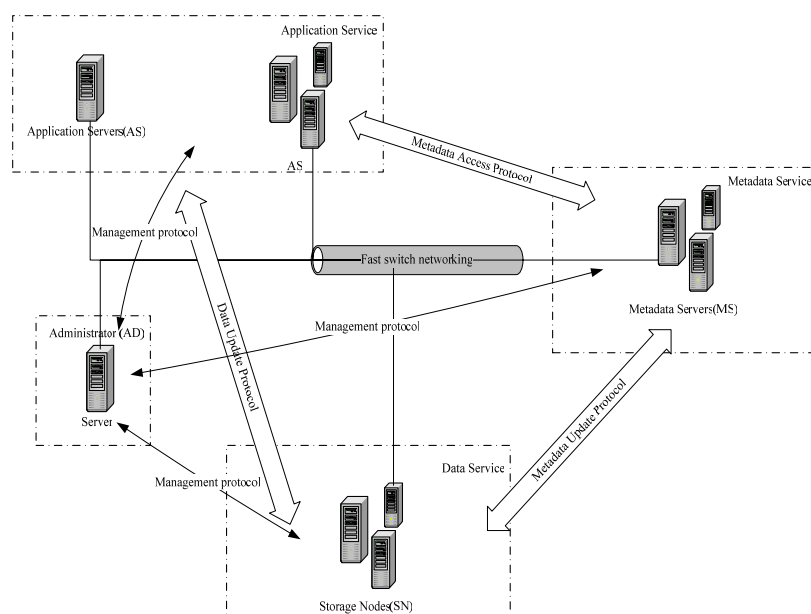 Application Service
Application Servers(AS)
AS
Metadata Access Protocol
Metadata Service
Management protocol
Fast switch networking
Metadata Servers(MS)
Data Update Protocol
Management protocol
Administrator (AD)
Server
Metadata Update Protocol
Data Service
Management protocol
Storage Nodes(SN)